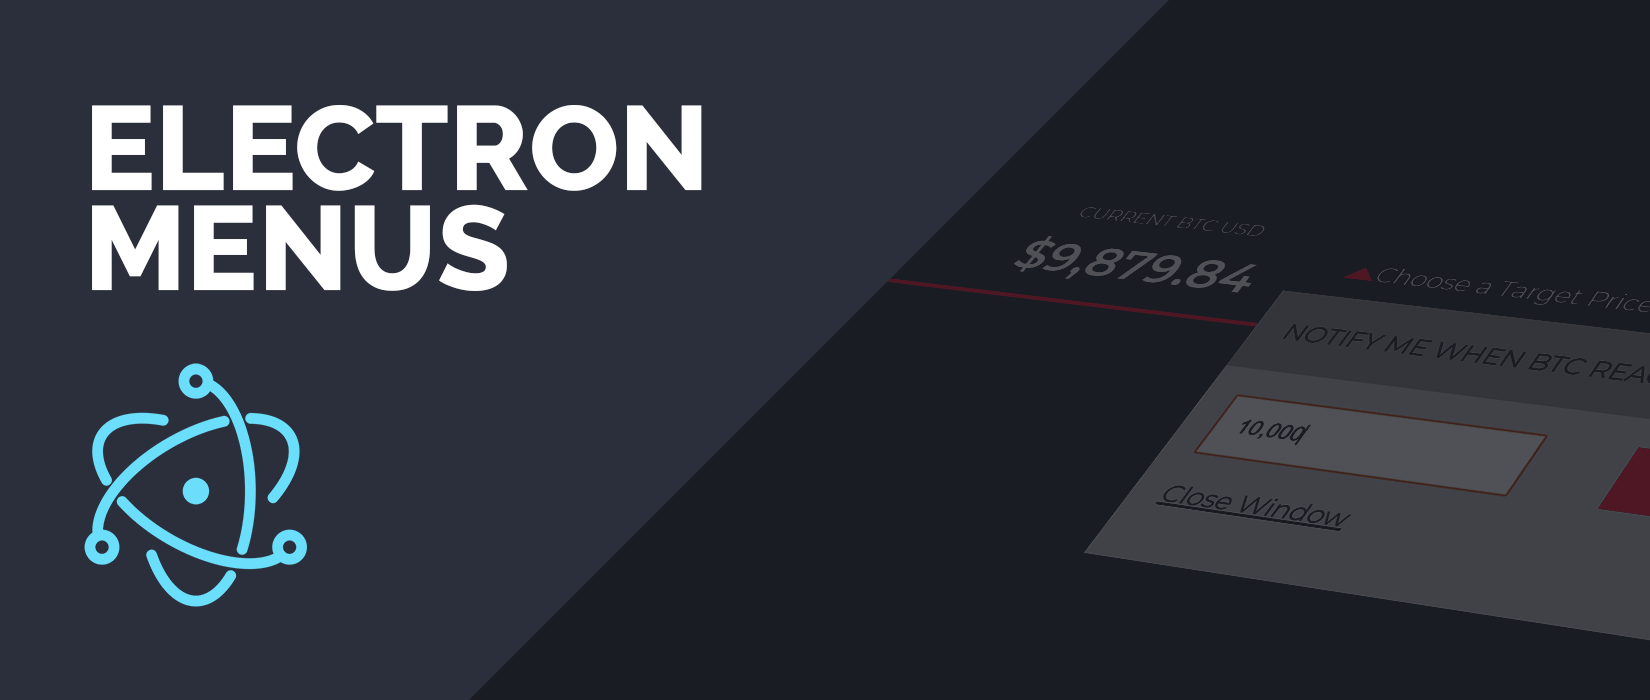 ELECTRON
MENUS
CURRENT BTC USD
$9,879.84
Choose a Target Price
NOTIFY ME WHEN BTC
10,000
Close Window